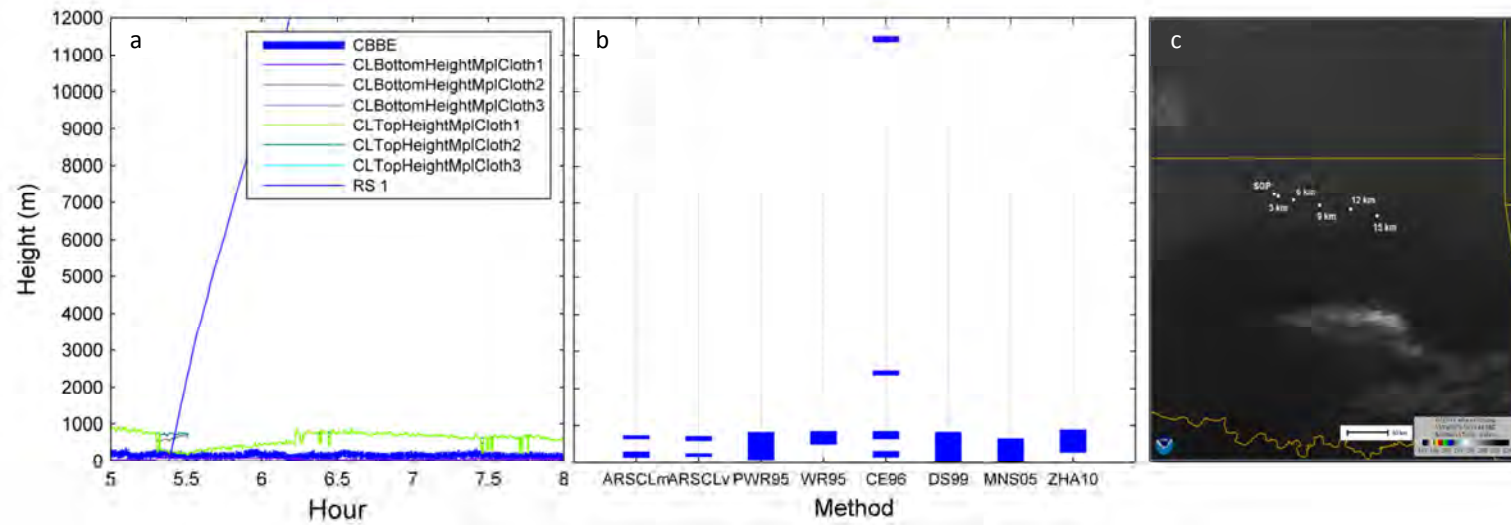 a
12000
11000
10000
9000
8000
7000
6000
5000
4000
3000
2000
1000
0
Height (m)
5
5.5
6
6.5
7
7.5
8
Hour
CBBE
CLBottomHeightMplCloth1
CLBottomHeightMplCloth2
CLBottomHeightMplCloth3
CLTopHeightMplCloth1
CLTopHeightMplCloth2
CLTopHeightMplCloth3
RS 1
b
ARSCLm
ARSCLv
PWR95
WR95
CE96
DS99
MNS05
ZHA10
Method
c
SGP
3 km
6 km
9 km
12 km
15 km